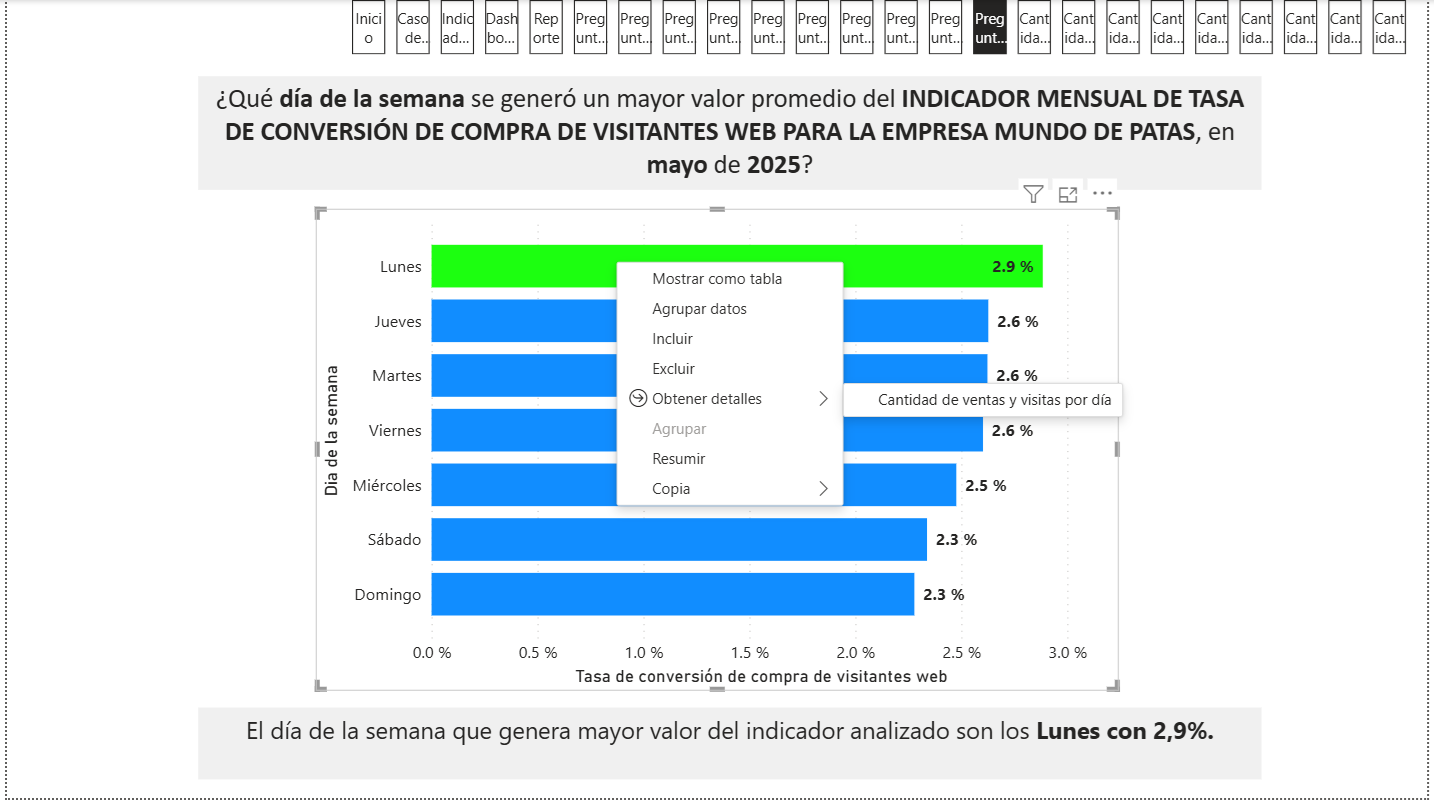 Inici
o
Caso
de...
Indic
ad...
Dash
bo...
Rep
orte
Preg
unt...
Preg
unt...
Preg
unt...
Preg
unt...
Preg
unt...
Preg
unt...
Preg
unt...
Preg
unt...
Preg
unt...
Preg
unt...
Cant
ida...
Cant
ida...
Cant
ida...
Cant
ida...
Cant
ida...
Cant
ida...
Cant
ida...
Cant
ida...
Cant
ida...
¿Qué día de la semana se generó un mayor valor promedio del INDICADOR MENSUAL DE TASA
DE CONVERSIÓN DE COMPRA DE VISITANTES WEB PARA LA EMPRESA MUNDO DE PATAS, en
mayo de 2025?
Dia de la semana
Lunes
2.9 %
Jueves
2.6 %
Martes
2.6 %
Viernes
2.6 %
Miércoles
2.5 %
Sábado
2.3 %
Domingo
2.3 %
Mostrar como tabla
Agrupar datos
Incluir
Excluir
Obtener detalles
Cantidad de ventas y visitas por día
Agrupar
Resumir
Copia
0.0 %
0.5 %
1.0 %
1.5 %
2.0 %
2.5 %
3.0 %
Tasa de conversión de compra de visitantes web
El día de la semana que genera mayor valor del indicador analizado son los Lunes con 2,9%.